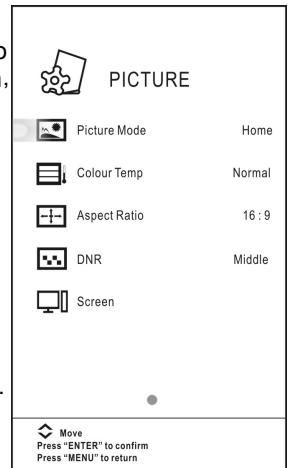 PICTURE
Picture Mode Home
Colour Temp Normal
Aspect Ratio 16 : 9
DNR Middle
Screen
Move
Press “ENTER” to confirm
Press “MENU” to return